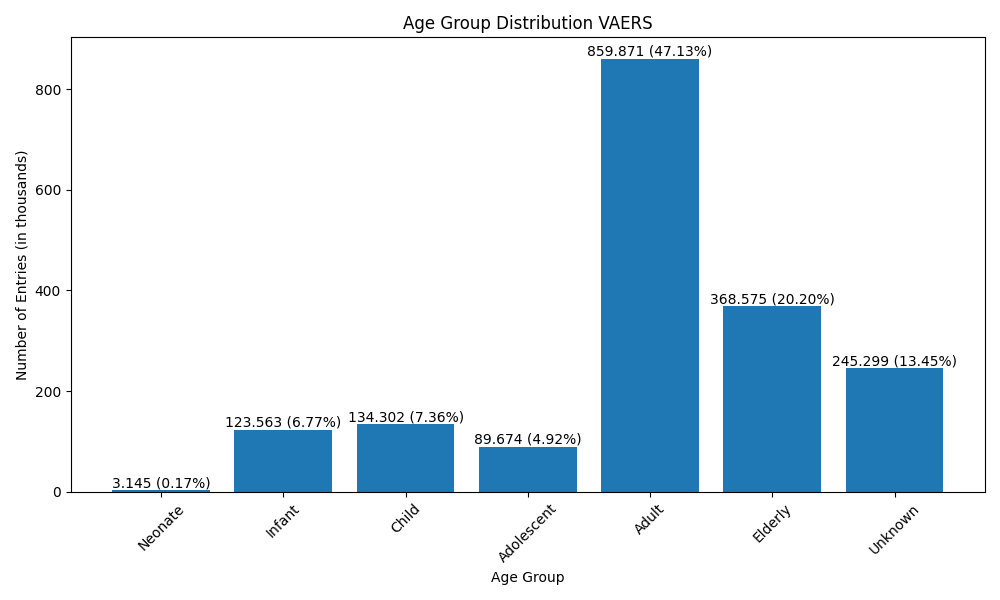 Age Group Distribution VAERS
859.871 (47.13%)
368.575 (20.20%)
245.299 (13.45%)
134.302 (7.36%)
123.563 (6.77%)
89.674 (4.92%)
3.145 (0.17%)
Number of Entries (in thousands)
800
600
400
200
0
Neonate
Infant
Child
Adolescent
Adult
Elderly
Unknown
Age Group